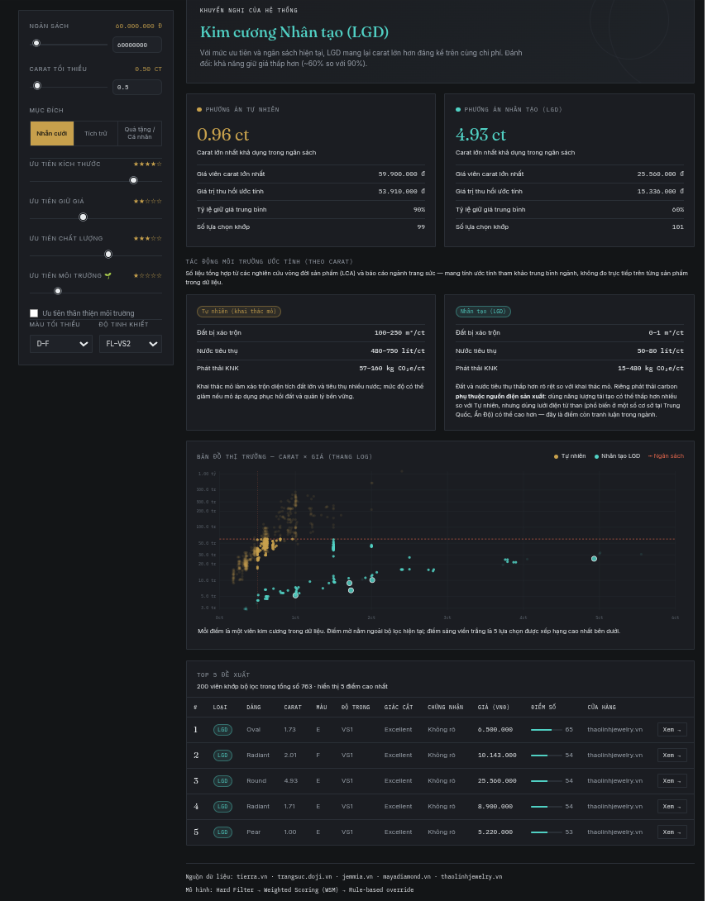 NGÂN SÁCH 60.000.000 Đ
60000000
CARAT TỐI THIỂU 0.50 CT
0.5
MỤC ĐÍCH
Nhẫn cưới
Tích trữ
Quà tặng /
Cá nhân
ƯU TIÊN KÍCH THƯỚC ★★★★☆
ƯU TIÊN GIỮ GIÁ ★★☆☆☆
ƯU TIÊN CHẤT LƯỢNG ★★★☆☆
ƯU TIÊN MÔI TRƯỜNG 🌱 ★☆☆☆☆
Ưu tiên thân thiện môi trường
MÀU TỐI THIỂU ĐỘ TINH KHIẾT
D–F FL–VS2
KHUYẾN NGHỊ CỦA HỆ THỐNG
Kim cương Nhân tạo (LGD)
Với mức ưu tiên và ngân sách hiện tại, LGD mang lại carat lớn hơn đáng kể trên cùng chi phí. Đánh
đổi: khả năng giữ giá thấp hơn (~60% so với 90%).
PHƯƠNG ÁN TỰ NHIÊN
0.96 ct
Carat lớn nhất khả dụng trong ngân sách
Giá viên carat lớn nhất 59.900.000 đ
Giá trị thu hồi ước tính 53.910.000 đ
Tỷ lệ giữ giá trung bình 90%
Số lựa chọn khớp 99
PHƯƠNG ÁN NHÂN TẠO (LGD)
4.93 ct
Carat lớn nhất khả dụng trong ngân sách
Giá viên carat lớn nhất 25.560.000 đ
Giá trị thu hồi ước tính 15.336.000 đ
Tỷ lệ giữ giá trung bình 60%
Số lựa chọn khớp 101
TÁC ĐỘNG MÔI TRƯỜNG ƯỚC TÍNH (THEO CARAT)
Số liệu tổng hợp từ các nghiên cứu vòng đời sản phẩm (LCA) và báo cáo ngành trang sức — mang tính ước tính tham khảo trung bình ngành, không đo trực tiếp trên từng sản phẩm
trong dữ liệu.
Tự nhiên (khai thác mỏ)
Đất bị xáo trộn 100–250 m²/ct
Nước tiêu thụ 480–750 lít/ct
Phát thải KNK 57–160 kg CO₂e/ct
Khai thác mỏ làm xáo trộn diện tích đất lớn và tiêu thụ nhiều nước; mức độ có thể
giảm nếu mỏ áp dụng phục hồi đất và quản lý bền vững.
Nhân tạo (LGD)
Đất bị xáo trộn 0–1 m²/ct
Nước tiêu thụ 50–80 lít/ct
Phát thải KNK 15–480 kg CO₂e/ct
Đất và nước tiêu thụ thấp hơn rõ rệt so với khai thác mỏ. Riêng phát thải carbon
phụ thuộc nguồn điện sản xuất: dùng năng lượng tái tạo có thể thấp hơn nhiều
so với Tự nhiên, nhưng dùng lưới điện từ than (phổ biến ở một số cơ sở tại Trung
Quốc, Ấn Độ) có thể cao hơn — đây là điểm còn tranh luận trong ngành.
BẢN ĐỒ THỊ TRƯỜNG — CARAT × GIÁ (THANG LOG)
Tự nhiên Nhân tạo LGD Ngân sách
Mỗi điểm là một viên kim cương trong dữ liệu. Điểm mờ nằm ngoài bộ lọc hiện tại; điểm sáng viền trắng là 5 lựa chọn được xếp hạng cao nhất bên dưới.
TOP 5 ĐỀ XUẤT
200 viên khớp bộ lọc trong tổng số 763 · hiển thị 5 điểm cao nhất
# LOẠI DÁNG CARAT MÀU ĐỘ TRONG GIÁC CẮT CHỨNG NHẬN GIÁ (VNĐ) ĐIỂM SỐ CỬA HÀNG
1 LGD Oval 1.73 E VS1 Excellent Không rõ 6.500.000 65 thaolinhjewelry.vn Xem →
2 LGD Radiant 2.01 F VS1 Excellent Không rõ 10.143.000 54 thaolinhjewelry.vn Xem →
3 LGD Round 4.93 E VS1 Excellent Không rõ 25.560.000 54 thaolinhjewelry.vn Xem →
4 LGD Radiant 1.71 E VS1 Excellent Không rõ 8.900.000 54 thaolinhjewelry.vn Xem →
5 LGD Pear 1.00 E VS1 Excellent Không rõ 5.220.000 53 thaolinhjewelry.vn Xem →
Nguồn dữ liệu: tierra.vn · trangsuc.doji.vn · jemmia.vn · mayadiamond.vn · thaolinhjewelry.vn
Mô hình: Hard Filter → Weighted Scoring (WSM) → Rule-based override